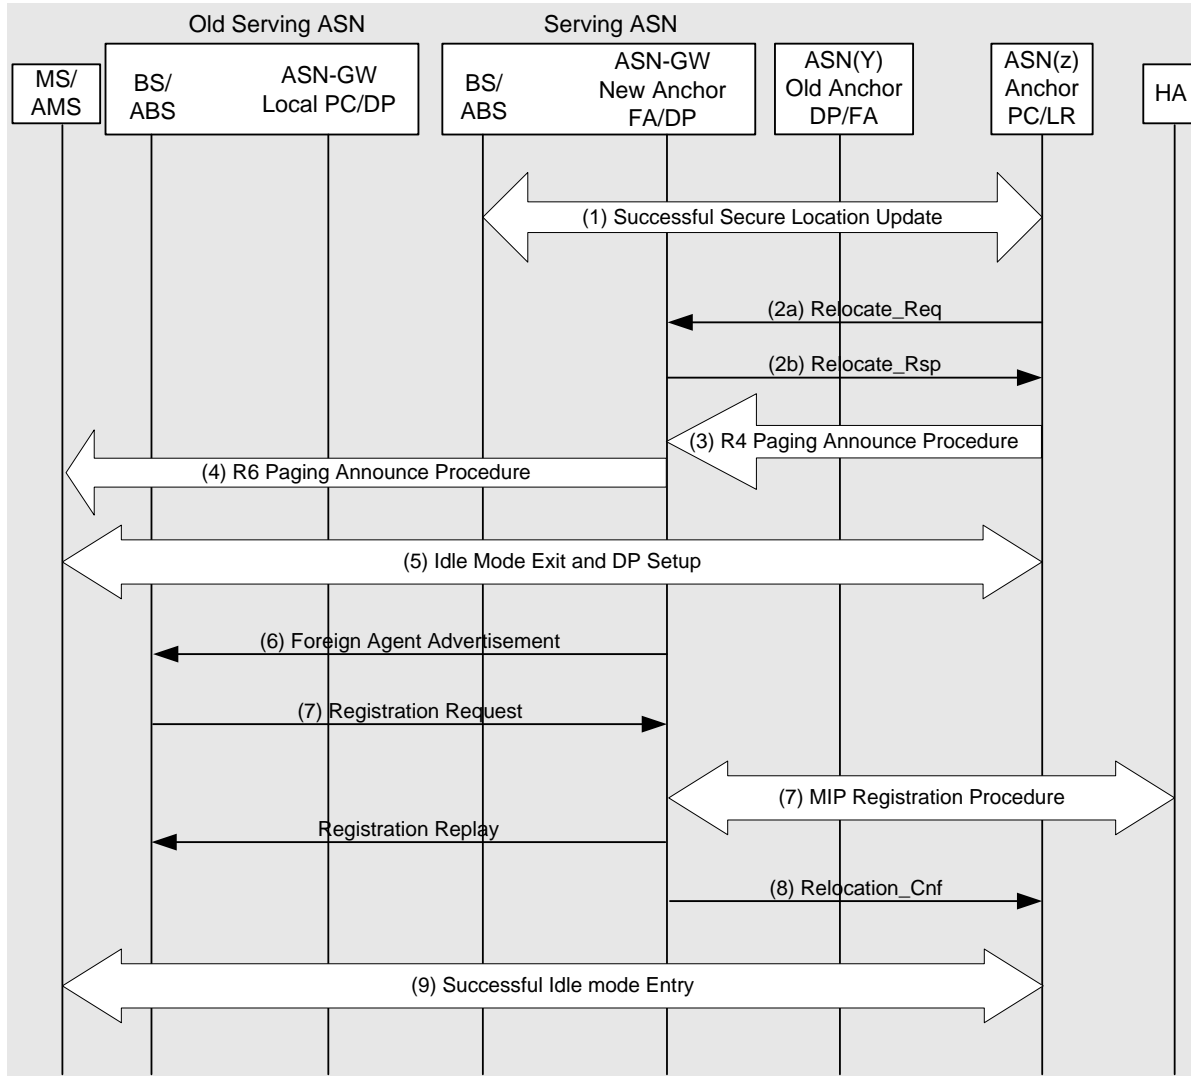 Old Serving ASN
Serving ASN
MS/
AMS
BS/
ABS
ASN-GW
Local PC/DP
BS/
ABS
ASN-GW
New Anchor
FA/DP
ASN(Y)
Old Anchor
DP/FA
ASN(z)
Anchor
PC/LR
HA
(1) Successful Secure Location Update
(2a) Relocate_Req
(2b) Relocate_Rsp
(3) R4 Paging Announce Procedure
(4) R6 Paging Announce Procedure
(5) Idle Mode Exit and DP Setup
(6) Foreign Agent Advertisement
(7) Registration Request
(7) MIP Registration Procedure
Registration Replay
(8) Relocation_Cnf
(9) Successful Idle mode Entry